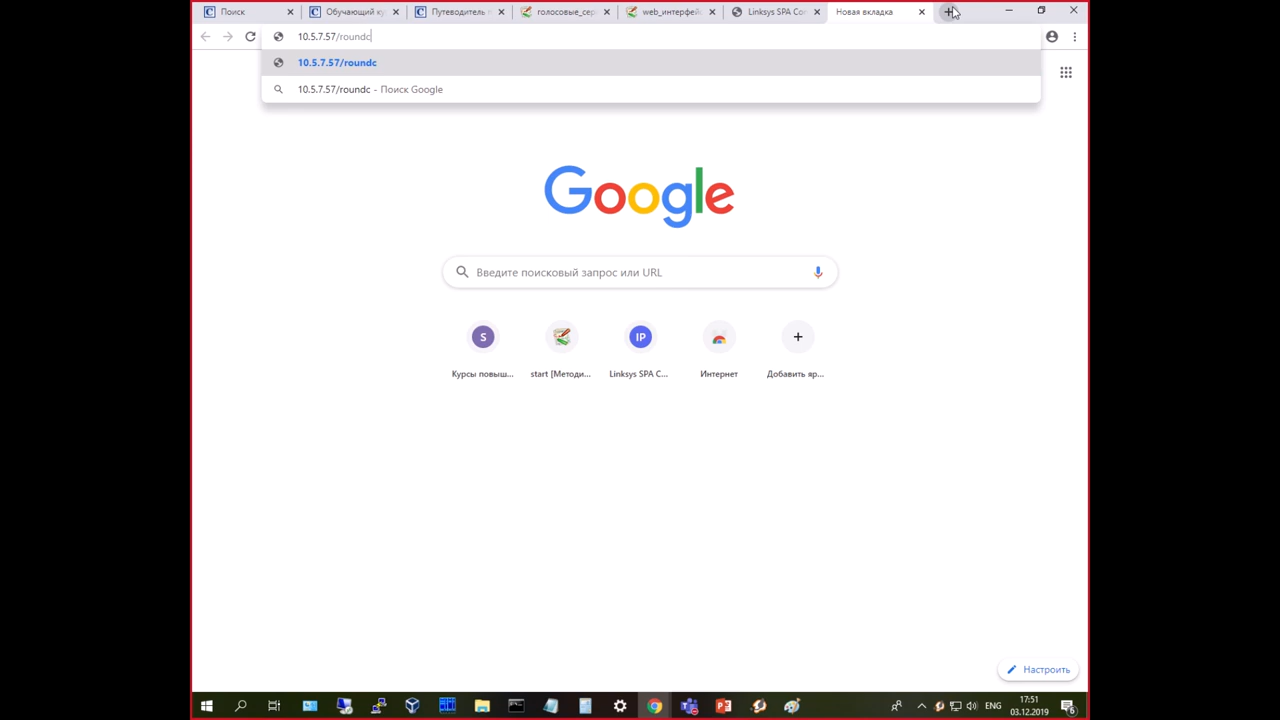 Поиск
Обучающий ку
Путеводитель п
голосовые_сер
web_интерфей
Linksys SPA Con
Новая вкладка
10.5.7.57/roundc
10.5.7.57/roundc
10.5.7.57/roundc - Поиск Google
Google
Введите поисковый запрос или URL
S
IP
Курсы повыш...
start [Методи...
Linksys SPA C...
Интернет
Добавить яр...
Настроить
ENG
17:51
03.12.2019
6